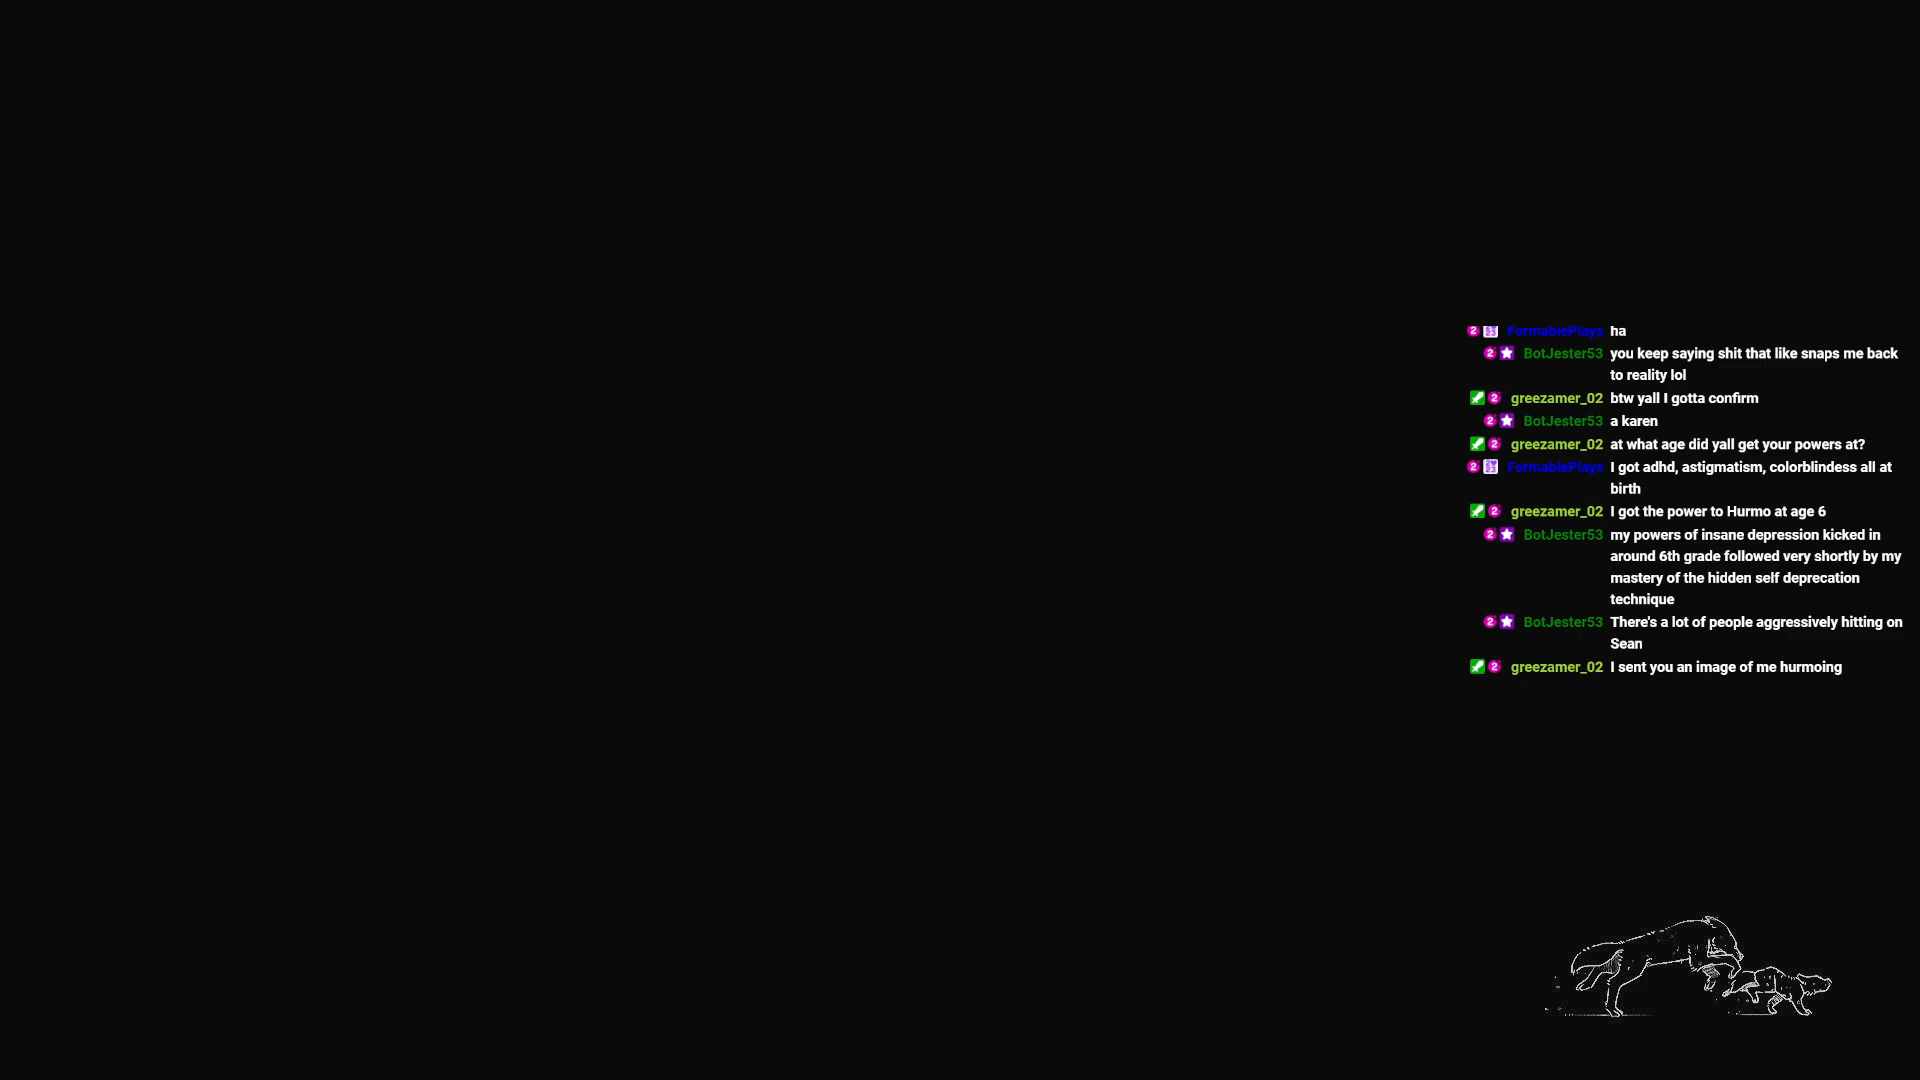 FormablePlays ha
BotJester53 you keep saying shit that like snaps me back
to reality lol
greezamer_02 btw yall I gotta confirm
BotJester53 a karen
greezamer_02 at what age did yall get your powers at?
FormablePlays I got adhd, astigmatism, colorblindess all at
birth
greezamer_02 I got the power to Hurmo at age 6
BotJester53 my powers of insane depression kicked in
around 6th grade followed very shortly by my
mastery of the hidden self deprecation
technique
BotJester53 There's a lot of people aggressively hitting on
Sean
greezamer_02 I sent you an image of me hurmoing